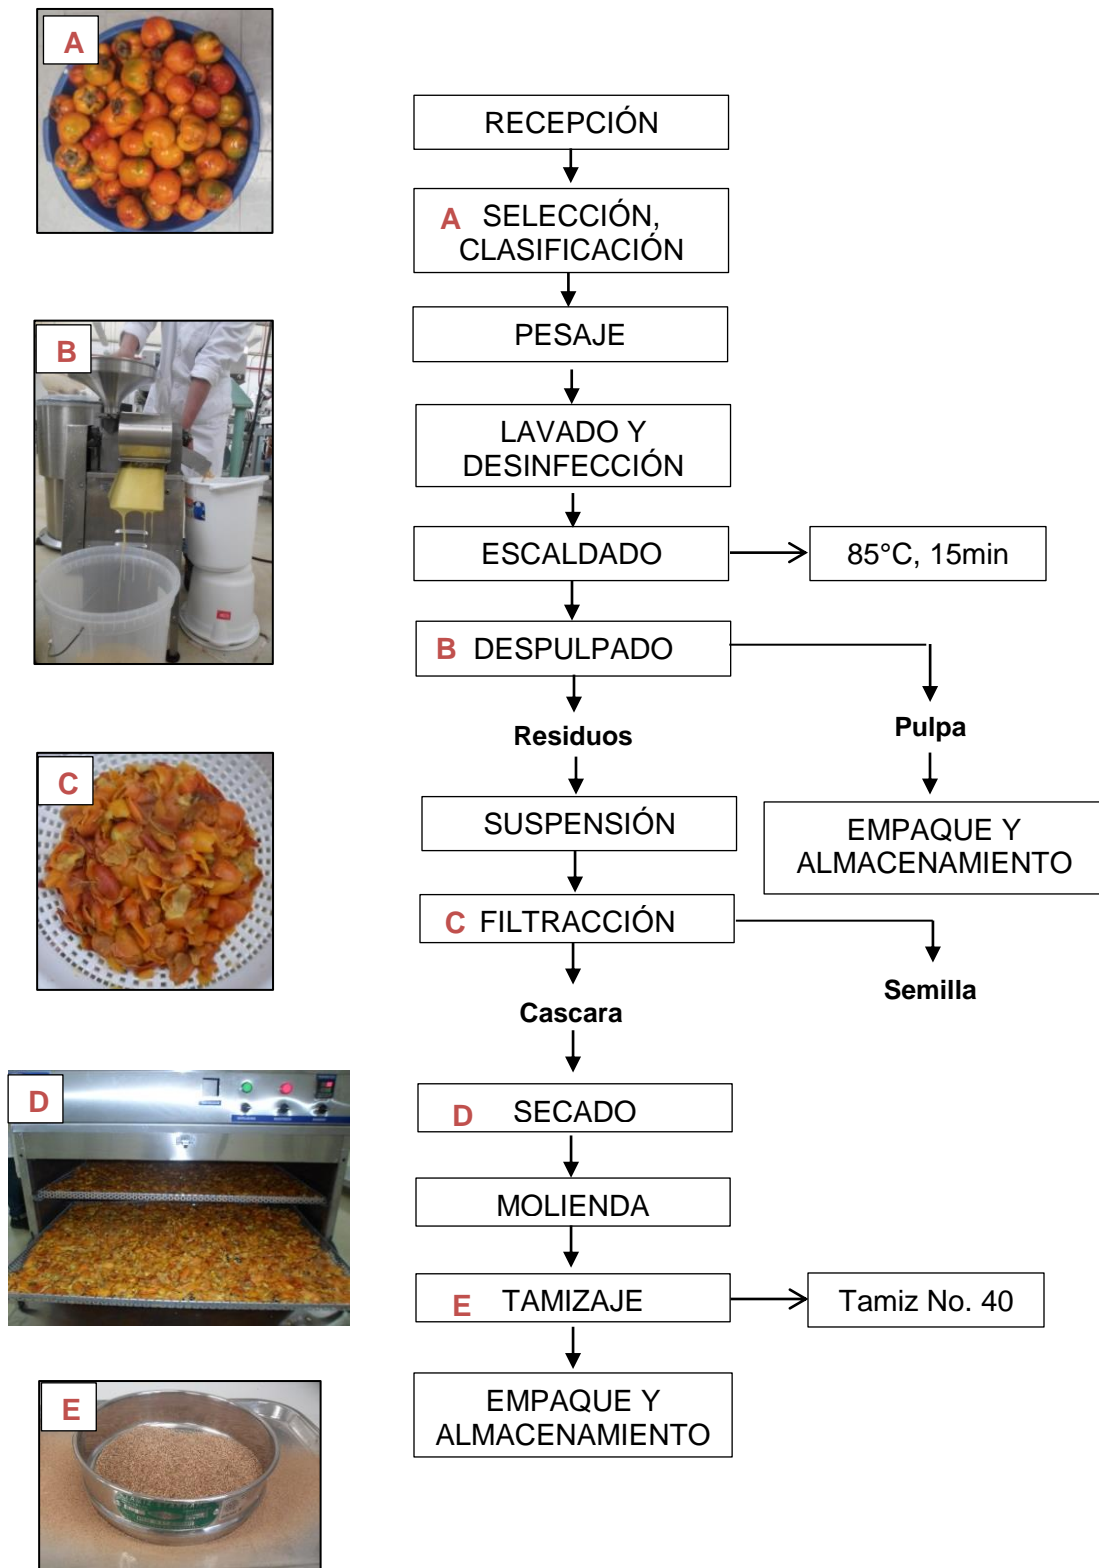 A
RECEPCIÓN
A SELECCIÓN,
CLASIFICACIÓN
PESAJE
B
LAVADO Y
DESINFECCIÓN
ESCALDADO
85°C, 15min
B DESPULPADO
Residuos
Pulpa
C
SUSPENSIÓN
EMPAQUE Y
ALMACENAMIENTO
C FILTRACCIÓN
Semilla
Cascara
D
D SECADO
MOLIENDA
E TAMIZAJE
Tamiz No. 40
E
EMPAQUE Y
ALMACENAMIENTO